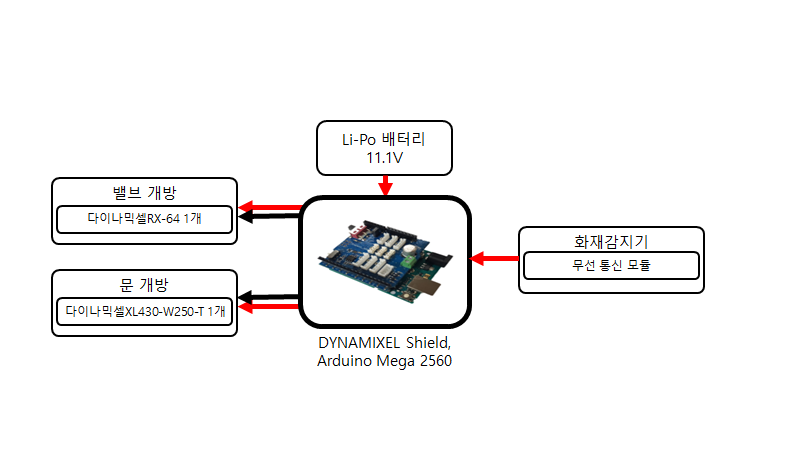 Li-Po 배터리
11.1V
밸브 개방
다이나믹셀RX-64 1개
화재감지기
무선 통신 모듈
문 개방
다이나믹셀XL430-W250-T 1개
DYNAMIXEL Shield,
Arduino Mega 2560